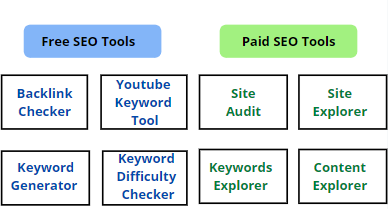 Free SEO Tools
Paid SEO Tools
Backlink
Checker
Youtube
Keyword
Tool
Site
Audit
Site
Explorer
Keyword
Generator
Keyword
Difficulty
Checker
Keywords
Explorer
Content
Explorer